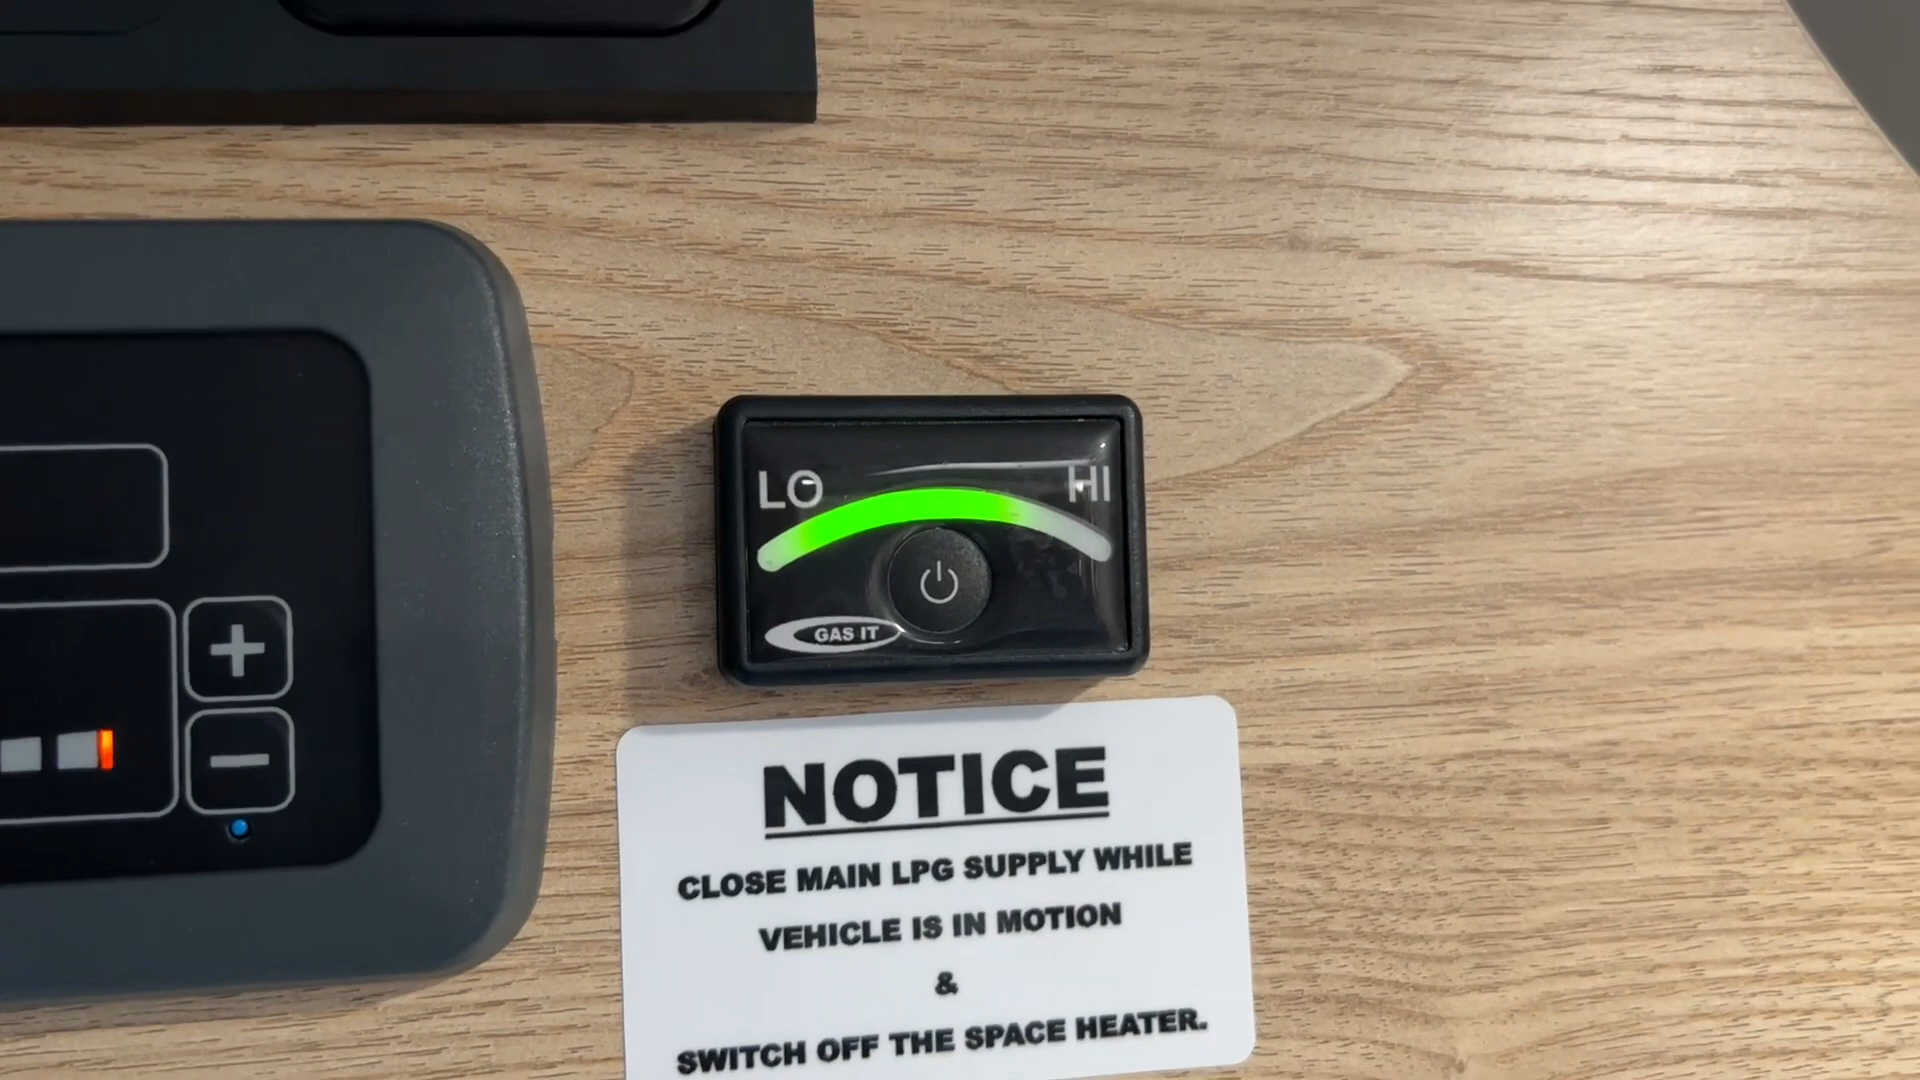 LO HI
GAS IT
NOTICE
CLOSE MAIN LPG SUPPLY WHILE
VEHICLE IS IN MOTION
&
SWITCH OFF THE SPACE HEATER.